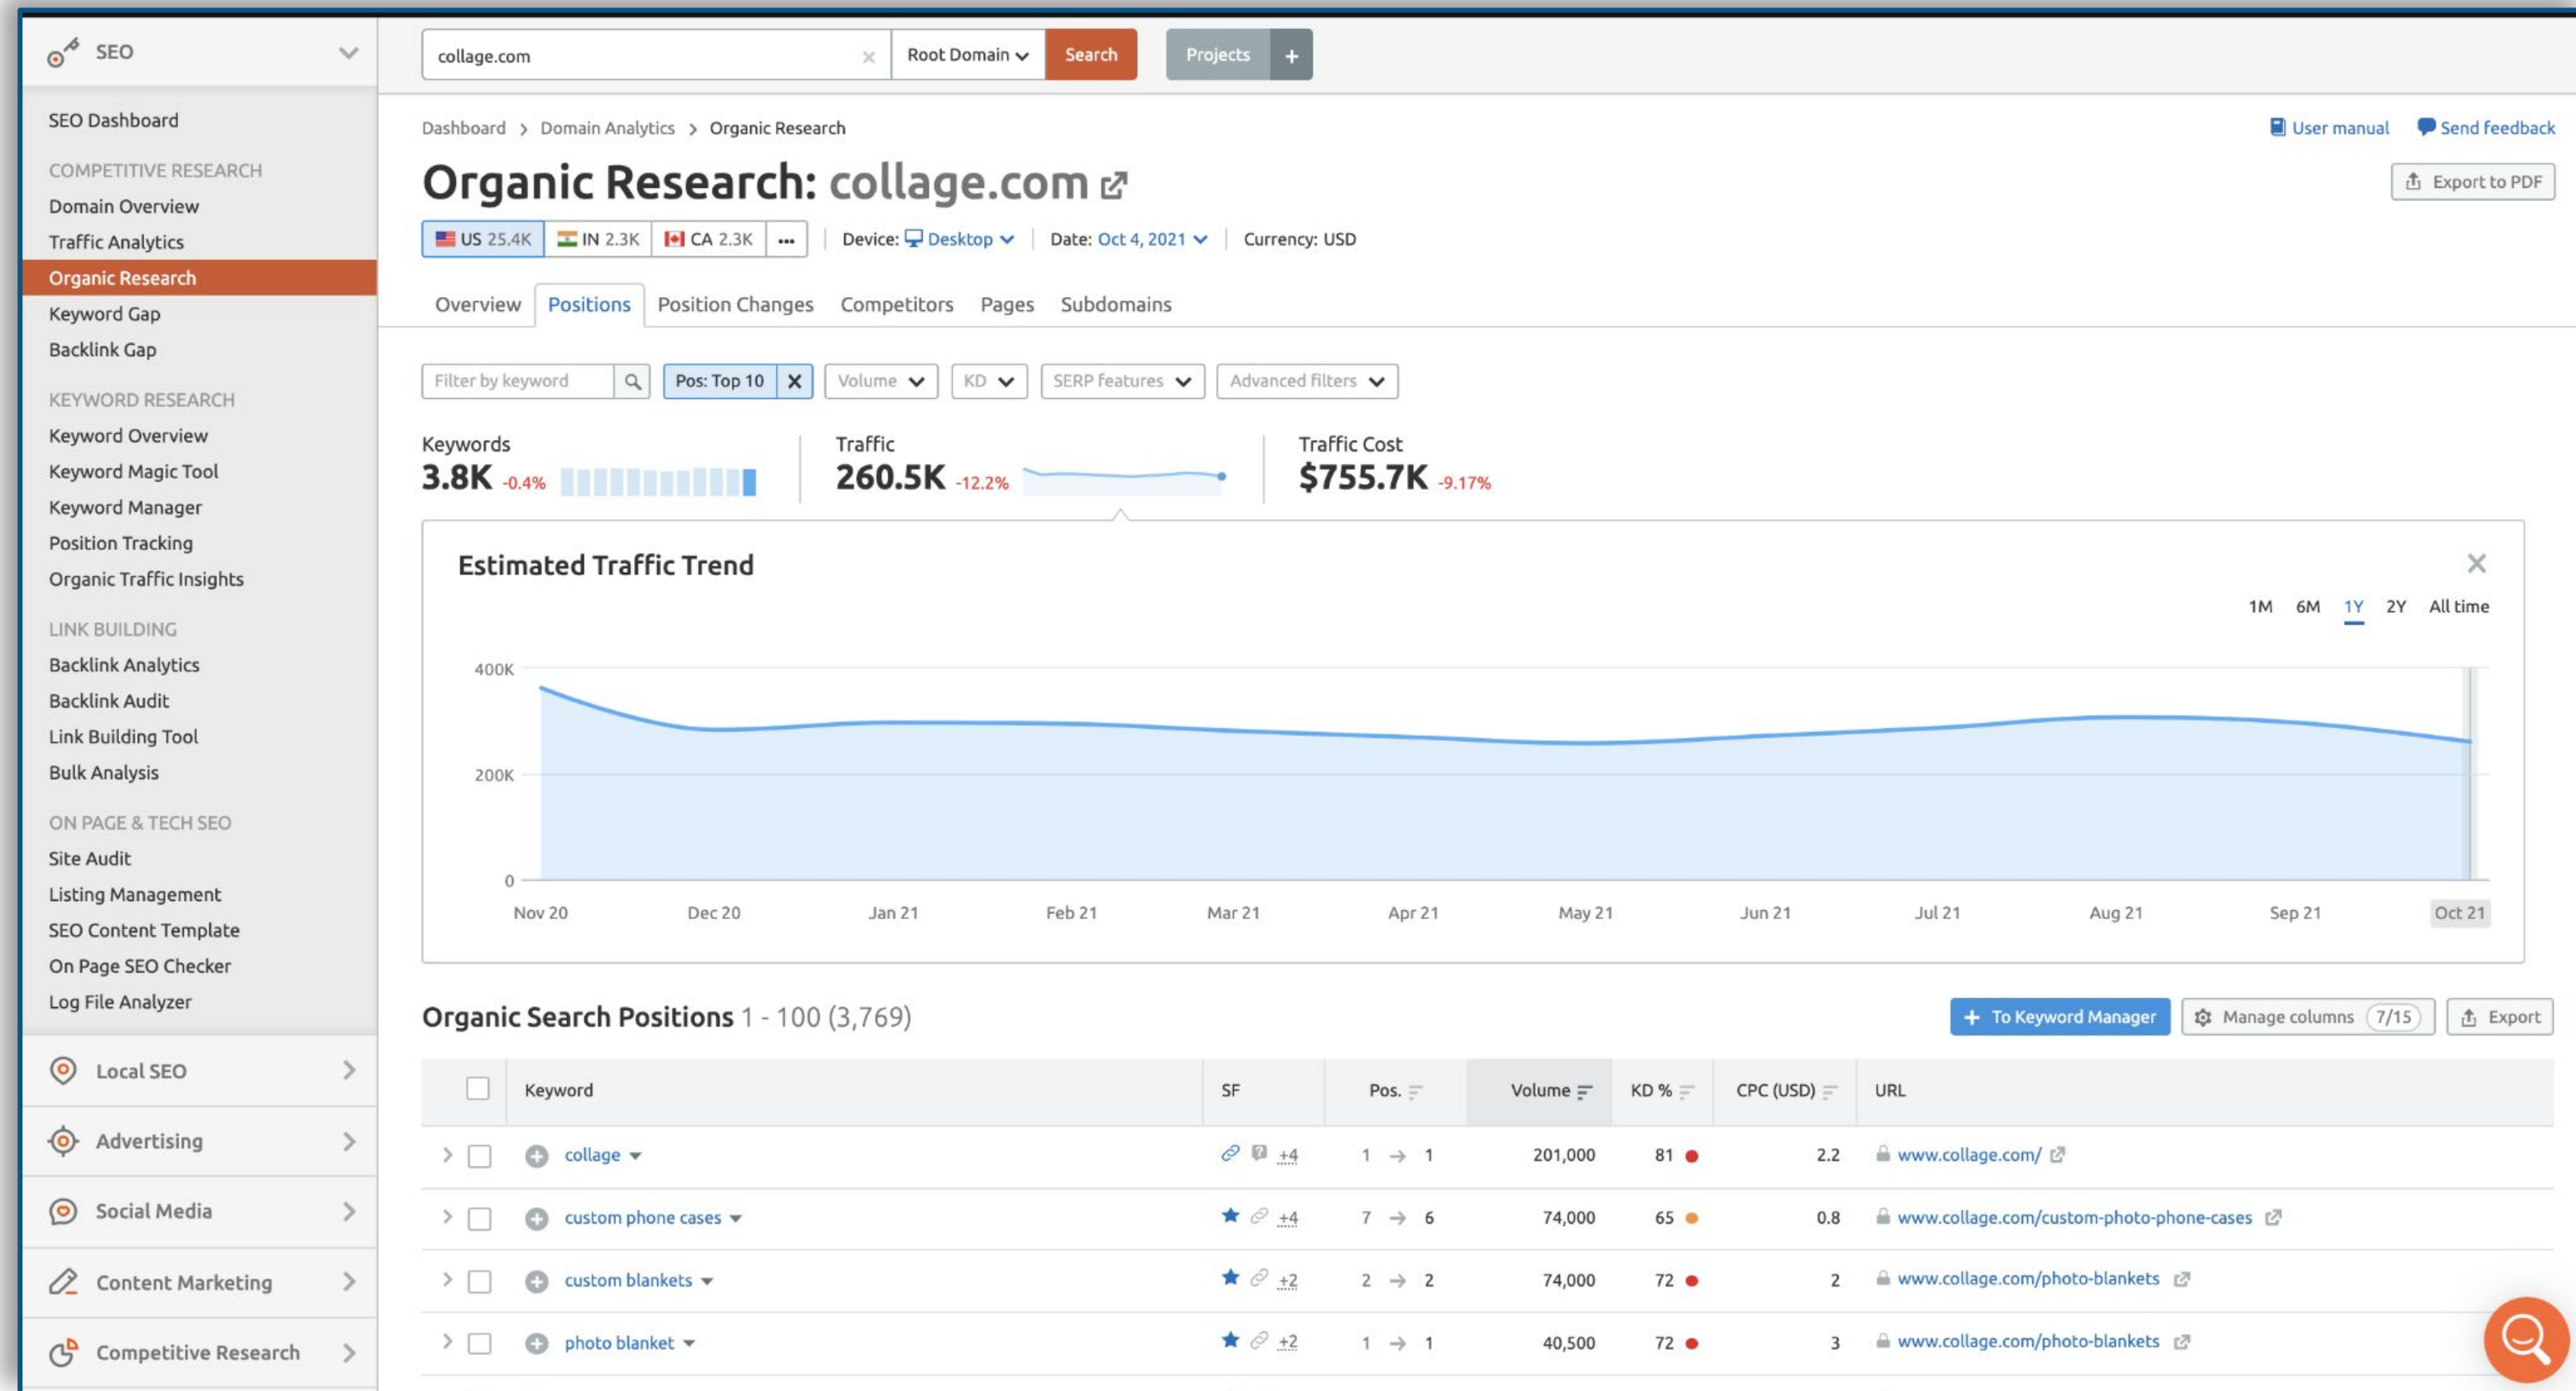 SEO
SEO Dashboard
COMPETITIVE RESEARCH
Domain Overview
Traffic Analytics
Organic Research
Keyword Gap
Backlink Gap
KEYWORD RESEARCH
Keyword Overview
Keyword Magic Tool
Keyword Manager
Position Tracking
Organic Traffic Insights
LINK BUILDING
Backlink Analytics
Backlink Audit
Link Building Tool
Bulk Analysis
ON PAGE & TECH SEO
Site Audit
Listing Management
SEO Content Template
On Page SEO Checker
Log File Analyzer
Local SEO
Advertising
Social Media
Content Marketing
Competitive Research
collage.com Root Domain Search Projects +
Dashboard > Domain Analytics > Organic Research User manual Send feedback
Organic Research: collage.com Export to PDF
US 25.4K IN 2.3K CA 2.3K ... Device: Desktop Date: Oct 4, 2021 Currency: USD
Overview Positions Position Changes Competitors Pages Subdomains
Filter by keyword Pos: Top 10 Volume KD SERP features Advanced filters
Keywords Traffic Traffic Cost
3.8K -0.4% 260.5K -12.2% $755.7K -9.17%
Estimated Traffic Trend
1M 6M 1Y 2Y All time
400K
200K
0
Nov 20 Dec 20 Jan 21 Feb 21 Mar 21 Apr 21 May 21 Jun 21 Jul 21 Aug 21 Sep 21 Oct 21
Organic Search Positions 1 - 100 (3,769) + To Keyword Manager Manage columns 7/15 Export
Keyword SF Pos. Volume KD % CPC (USD) URL
collage +4 1 → 1 201,000 81 2.2 www.collage.com/
custom phone cases +4 7 → 6 74,000 65 0.8 www.collage.com/custom-photo-phone-cases
custom blankets +2 2 → 2 74,000 72 2 www.collage.com/photo-blankets
photo blanket +2 1 → 1 40,500 72 3 www.collage.com/photo-blankets